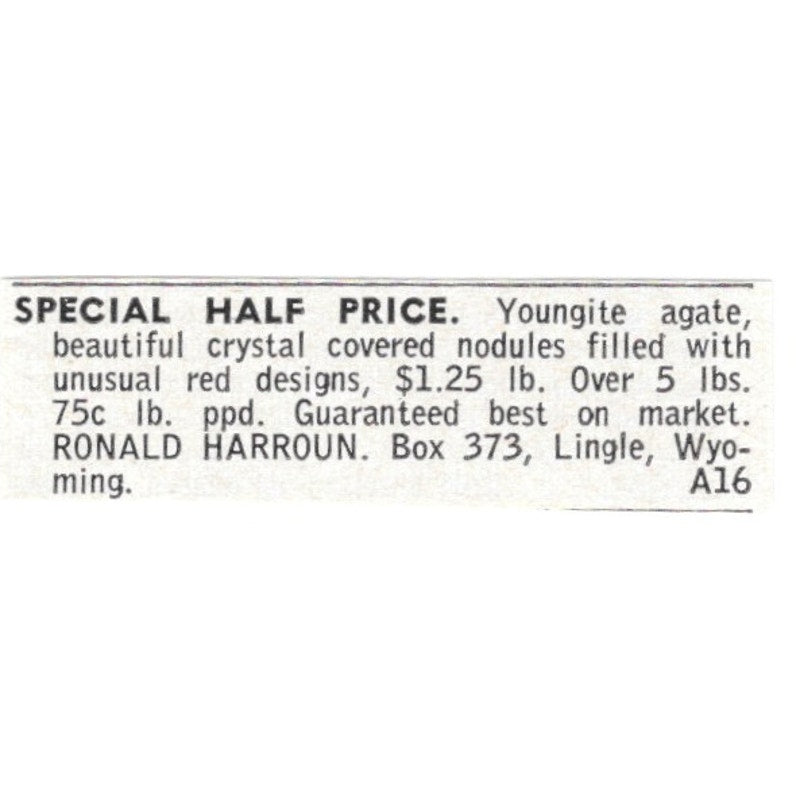 SPECIAL HALF PRICE. Youngite agate,
beautiful crystal covered nodules filled with
unusual red designs, $1.25 lb. Over 5 lbs.
75c lb. ppd. Guaranteed best on market.
RONALD HARROUN. Box 373, Lingle, Wyo-
ming. A16